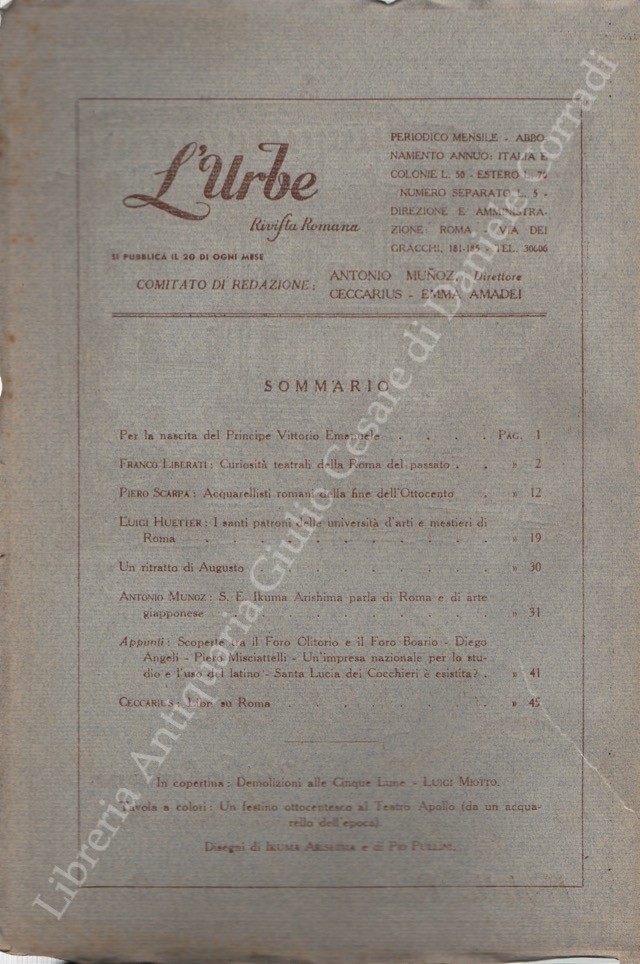 L'Urbe
Rivista Romana
SI PUBBLICA IL 20 DI OGNI MESE
PERIODICO MENSILE - ABBO-
NAMENTO ANNUO: ITALIA E
COLONIE L. 50 - ESTERO L. 70
NUMERO SEPARATO L. 5 -
DIREZIONE E AMMINISTRA-
ZIONE ROMA - VIA DEI
GRACCHI, 181-185 - TEL. 30606
COMITATO DI REDAZIONE: ANTONIO MUÑOZ, Direttore
CECCARIUS - EMMA AMADEI
SOMMARIO
Per la nascita del Principe Vittorio Emanuele . . . . PAG. 1
FRANCO LIBERATI: Curiosità teatrali della Roma del passato . . » 2
PIERO SCARPA: Acquarellisti romani della fine dell'Ottocento . » 12
LUIGI HUETTER: I santi patroni delle università d'arti e mestieri di
Roma . . . . . . . . . . » 19
Un ritratto di Augusto . . . . . . . » 30
ANTONIO MUÑOZ: S. E. Ikuma Arishima parla di Roma e di arte
giapponese . . . . . . . . . » 31
Appunti: Scoperte tra il Foro Olitorio e il Foro Boario - Diego
Angeli - Piero Misciattelli - Un'impresa nazionale per lo stu-
dio e l'uso del latino - Santa Lucia dei Cocchieri è esistita? . » 41
CECCARIUS: Libri su Roma . . . . . . » 45
In copertina: Demolizioni alle Cinque Lune - LUIGI MIOTTO.
Tavola a colori: Un festino ottocentesco al Teatro Apollo (da un acqua-
rello dell'epoca)
Disegni di IKUMA ARISHIMA e di PIO PULLINI.
Libreria Antiquaria Giulio Cesare di Daniele Corradi